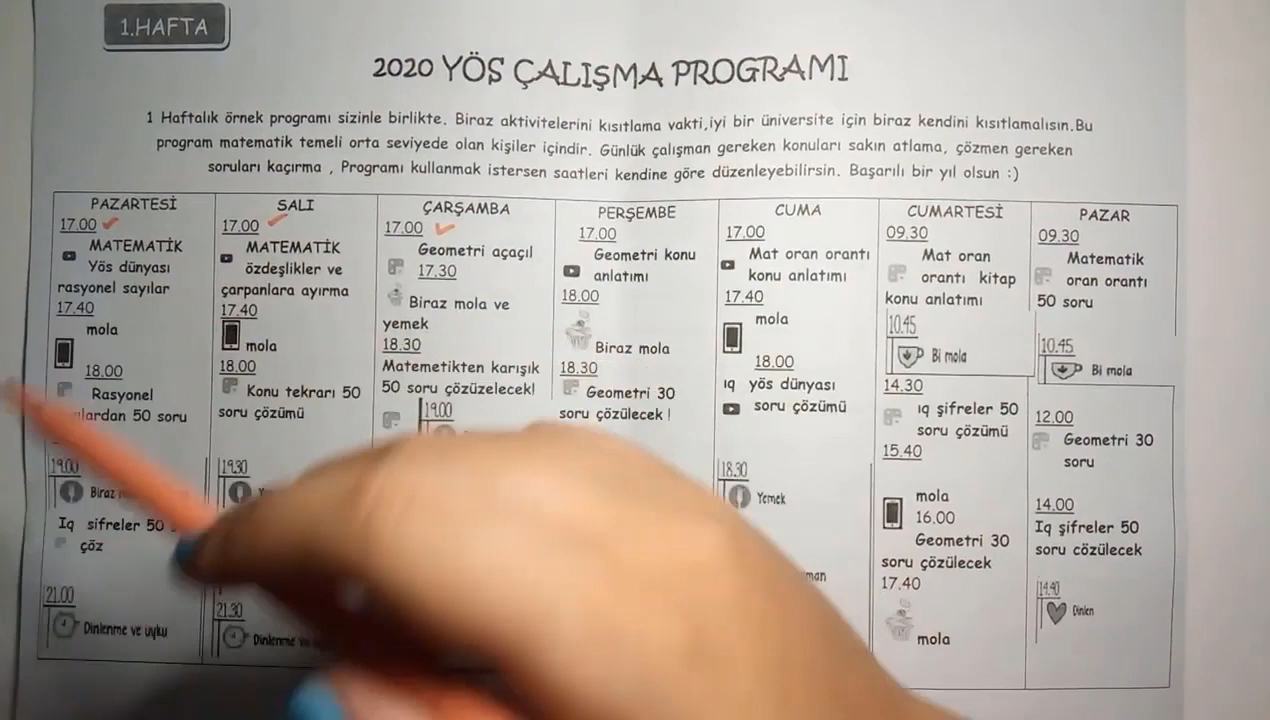 1.HAFTA
2020 YÖS ÇALIŞMA PROGRAMI
1 Haftalık örnek programı sizinle birlikte. Biraz aktivitelerini kısıtlama vakti,iyi bir üniversite için biraz kendini kısıtlamalısın.Bu
program matematik temeli orta seviyede olan kişiler içindir. Günlük çalışman gereken konuları sakın atlama, çözmen gereken
soruları kaçırma , Programı kullanmak istersen saatleri kendine göre düzenleyebilirsin. Başarılı bir yıl olsun :)
PAZARTESİ
17.00
MATEMATİK
Yös dünyası
rasyonel sayılar
17.40
mola
18.00
Rasyonel
lardan 50 soru
19.00
Biraz
Iq sifreler 50
çöz
21.00
Dinlenme ve uyku
SALI
17.00
MATEMATİK
özdeşlikler ve
çarpanlara ayırma
17.40
mola
18.00
Konu tekrarı 50
soru çözümü
19.30
21.30
Dinlenme
ÇARŞAMBA
17.00
Geometri açaçıl
17.30
Biraz mola ve
yemek
18.30
Matemetikten karışık
50 soru çözüzelecek!
19.00
PERŞEMBE
17.00
Geometri konu
anlatımı
18.00
Biraz mola
18.30
Geometri 30
soru çözülecek !
CUMA
17.00
Mat oran orantı
konu anlatımı
17.40
mola
18.00
ıq yös dünyası
soru çözümü
18.30
Yemek
man
CUMARTESİ
09.30
Mat oran
orantı kitap
konu anlatımı
10.45
Bi mola
14.30
ıq şifreler 50
soru çözümü
15.40
mola
16.00
Geometri 30
soru çözülecek
17.40
mola
PAZAR
09.30
Matematik
oran orantı
50 soru
10.45
Bi mola
12.00
Geometri 30
soru
14.00
Iq şifreler 50
soru cözülecek
14.40
Dinlen